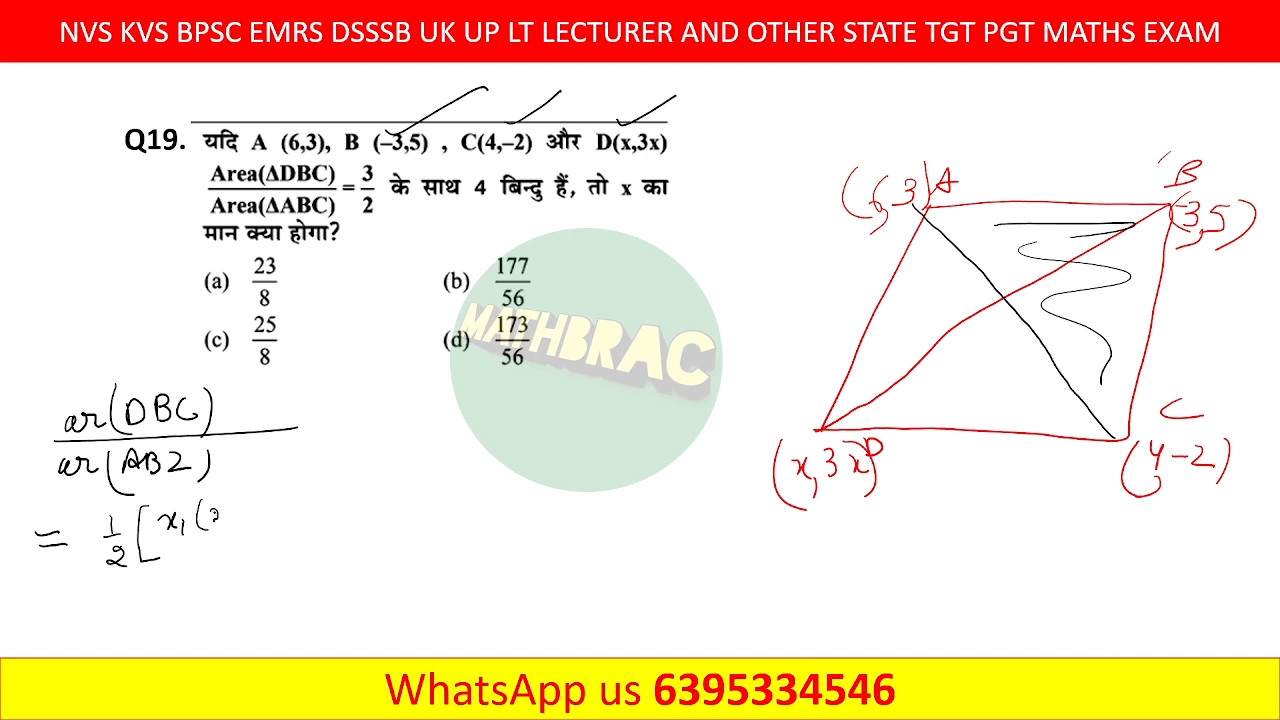 NVS KVS BPSC EMRS DSSSB UK UP LT LECTURER AND OTHER STATE TGT PGT MATHS EXAM
Q19. यदि A (6,3), B (–3,5) , C(4,–2) और D(x,3x)
Area(ΔDBC)/Area(ΔABC) = 3/2 के साथ 4 बिन्दु हैं, तो x का
मान क्या होगा?
(a) 23/8 (b) 177/56
(c) 25/8 (d) 173/56
MATHBRAC
(6,3) A
B
(3,5)
C
(4,-2)
(x,3x) D
ar(DBC)
ar(ABC)
= 1/2 [x₁(
WhatsApp us 6395334546